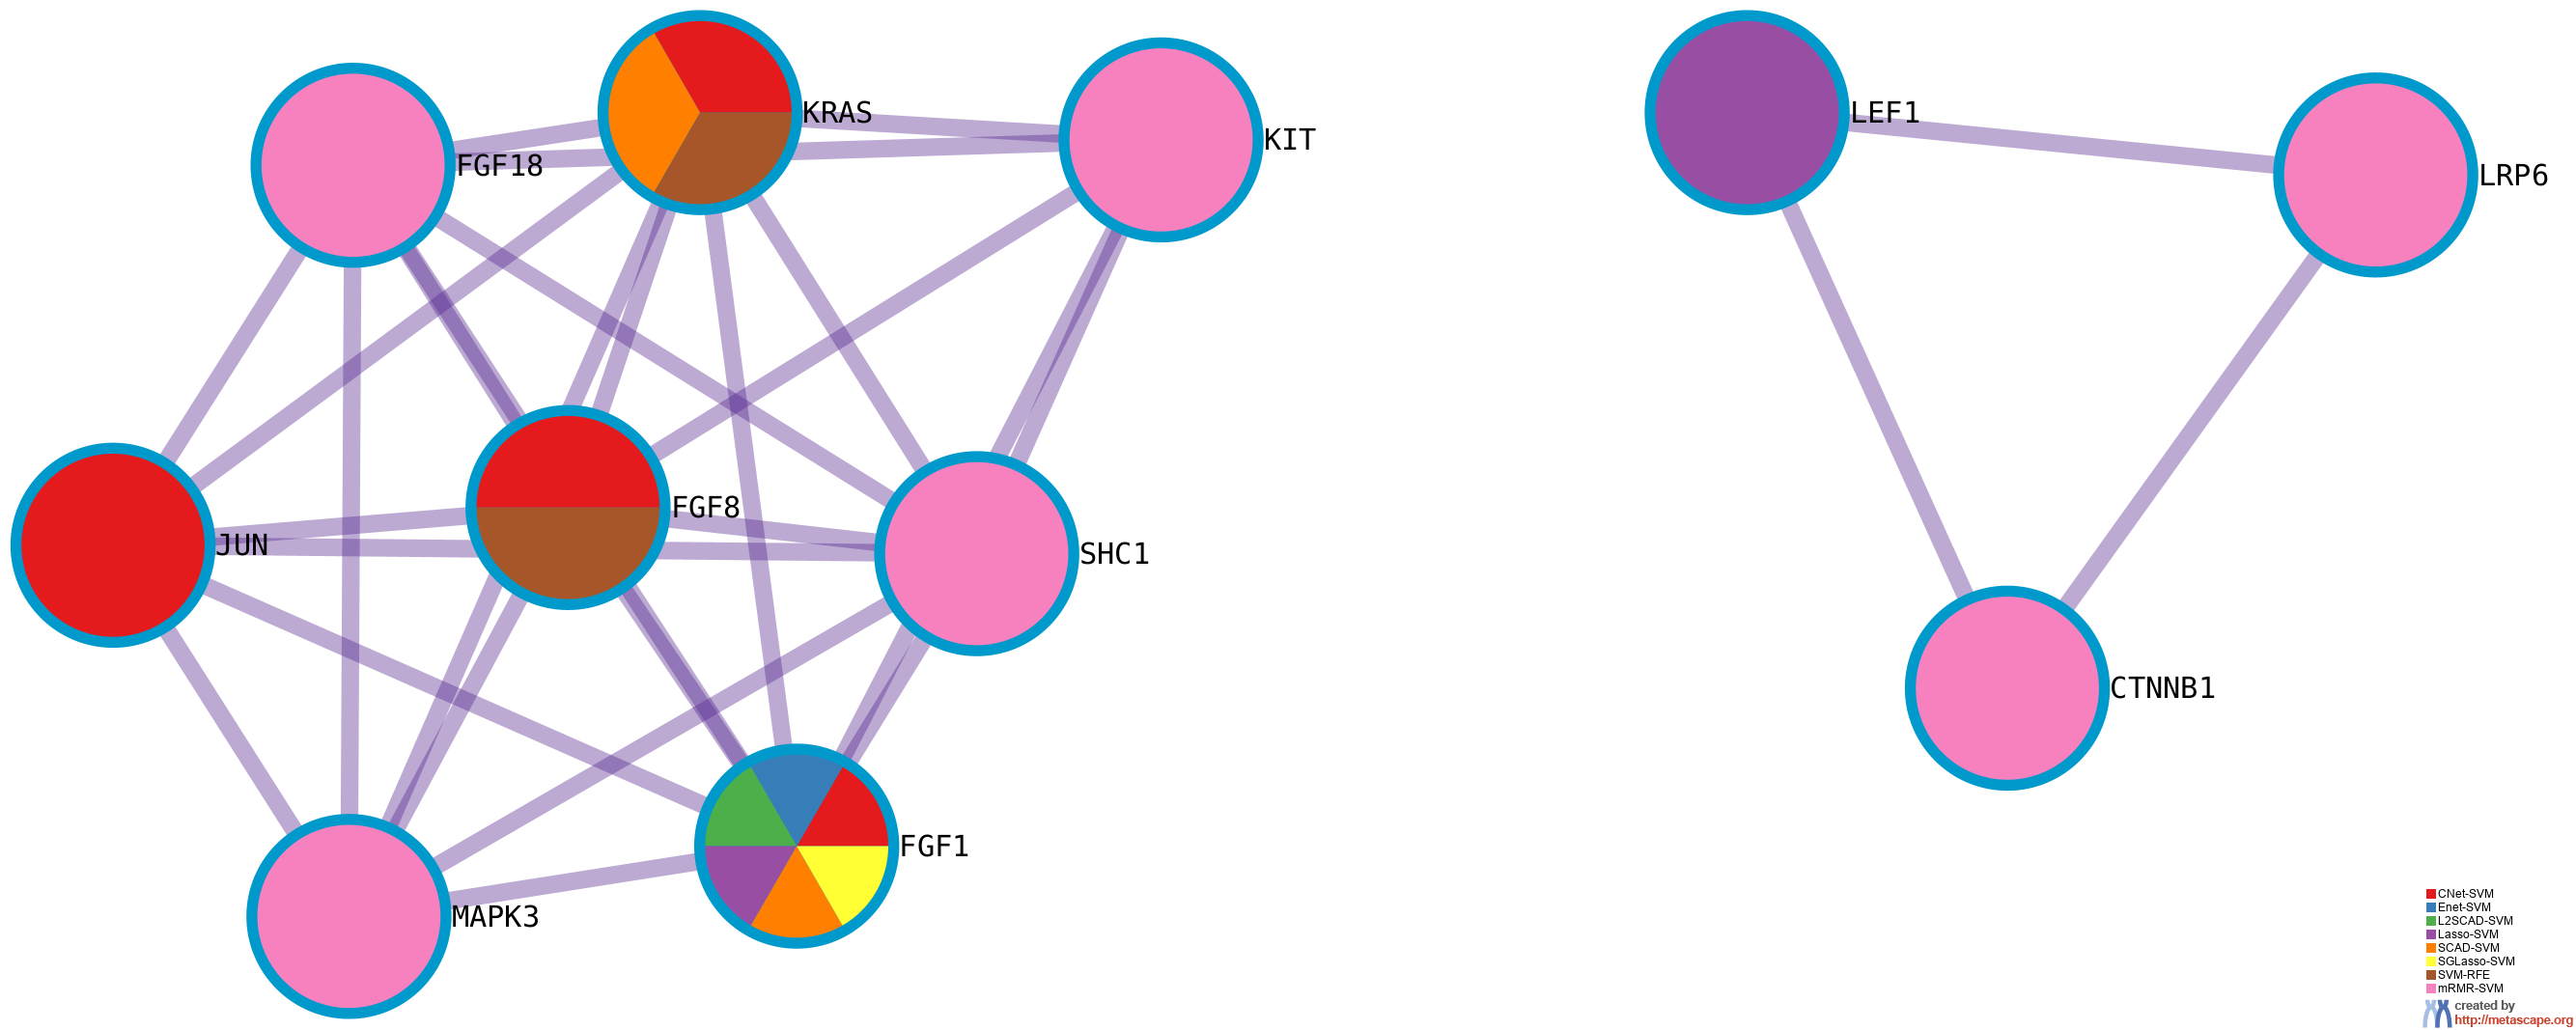 KRAS
LEF1
KIT
FGF18
LRP6
FGF8
JUN
SHC1
CTNNB1
FGF1
MAPK3
CNet-SVM
Enet-SVM
L2SCAD-SVM
Lasso-SVM
SCAD-SVM
SGLasso-SVM
SVM-RFE
mRMR-SVM
created by
http://metascape.org